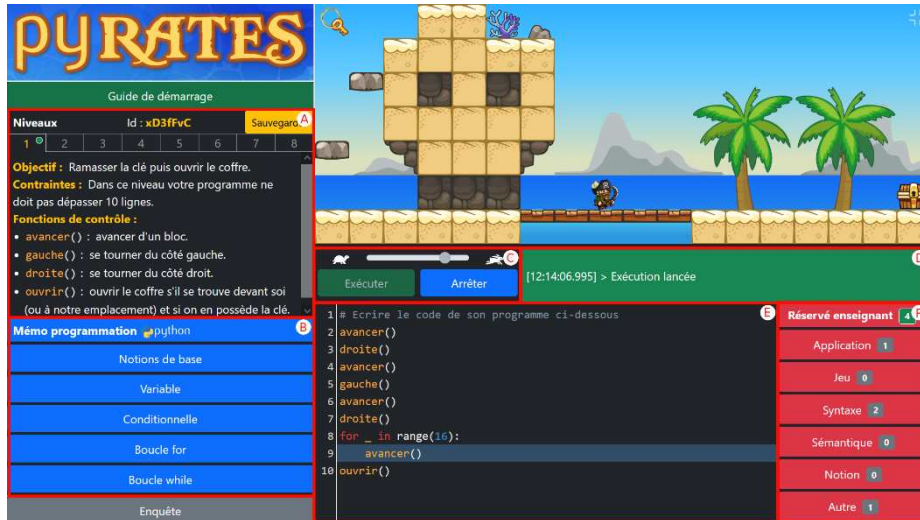 pyRATES
Guide de démarrage
Niveaux Id : xD3fFvC Sauvegard A
1 2 3 4 5 6 7 8
Objectif : Ramasser la clé puis ouvrir le coffre.
Contraintes : Dans ce niveau votre programme ne
doit pas dépasser 10 lignes.
Fonctions de contrôle :
• avancer() : avancer d'un bloc.
• gauche() : se tourner du côté gauche.
• droite() : se tourner du côté droit.
• ouvrir() : ouvrir le coffre s'il se trouve devant soi
(ou à notre emplacement) et si on en possède la clé.
Mémo programmation python B
Notions de base
Variable
Conditionnelle
Boucle for
Boucle while
Enquête
C
Exécuter Arrêter
D
[12:14:06.995] > Exécution lancée
E
1 # Ecrire le code de son programme ci-dessous
2 avancer()
3 droite()
4 avancer()
5 gauche()
6 avancer()
7 droite()
8 for _ in range(16):
9 avancer()
10 ouvrir()
Réservé enseignant 4 F
Application 1
Jeu 0
Syntaxe 2
Sémantique 0
Notion 0
Autre 1